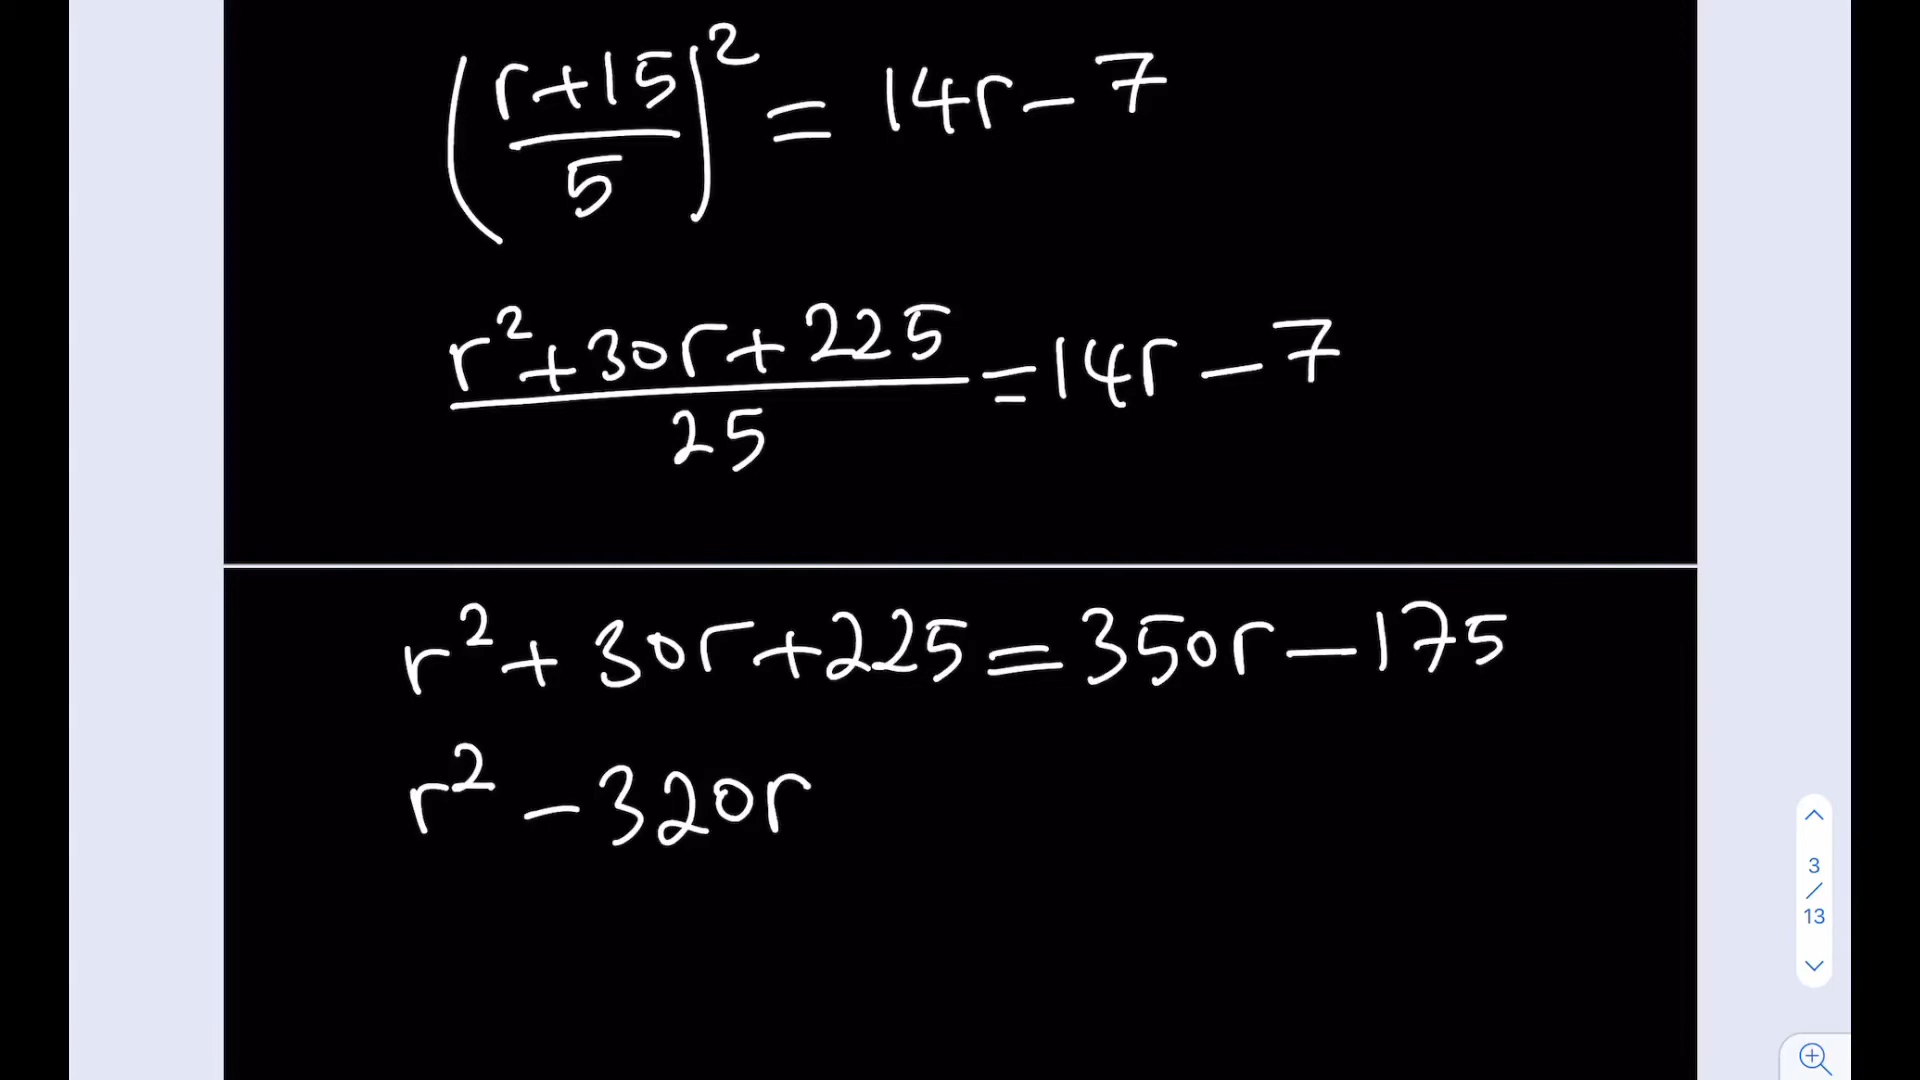 (r+15/5)² = 14r - 7
r²+30r+225/25 = 14r - 7
r² + 30r + 225 = 350r - 175
r² - 320r
3
/
13